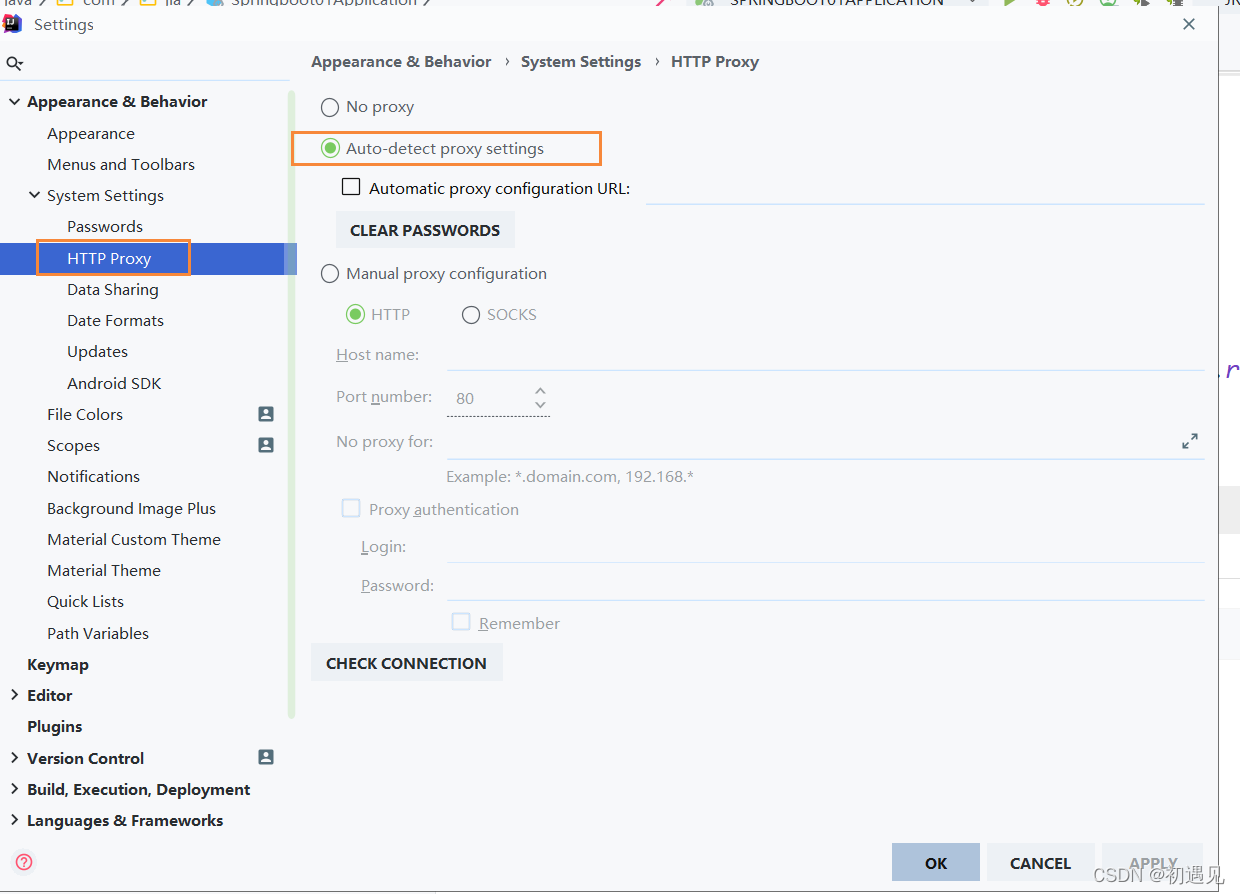 java com jia Springboot01Application SPRINGBOOT01APPLICATION
Settings
Appearance & Behavior › System Settings › HTTP Proxy
Appearance & Behavior
Appearance
Menus and Toolbars
System Settings
Passwords
HTTP Proxy
Data Sharing
Date Formats
Updates
Android SDK
File Colors
Scopes
Notifications
Background Image Plus
Material Custom Theme
Material Theme
Quick Lists
Path Variables
Keymap
Editor
Plugins
Version Control
Build, Execution, Deployment
Languages & Frameworks
No proxy
Auto-detect proxy settings
Automatic proxy configuration URL:
CLEAR PASSWORDS
Manual proxy configuration
HTTP SOCKS
Host name:
Port number: 80
No proxy for:
Example: *.domain.com, 192.168.*
Proxy authentication
Login:
Password:
Remember
CHECK CONNECTION
.r
OK CANCEL APPLY
CSDN @初遇见